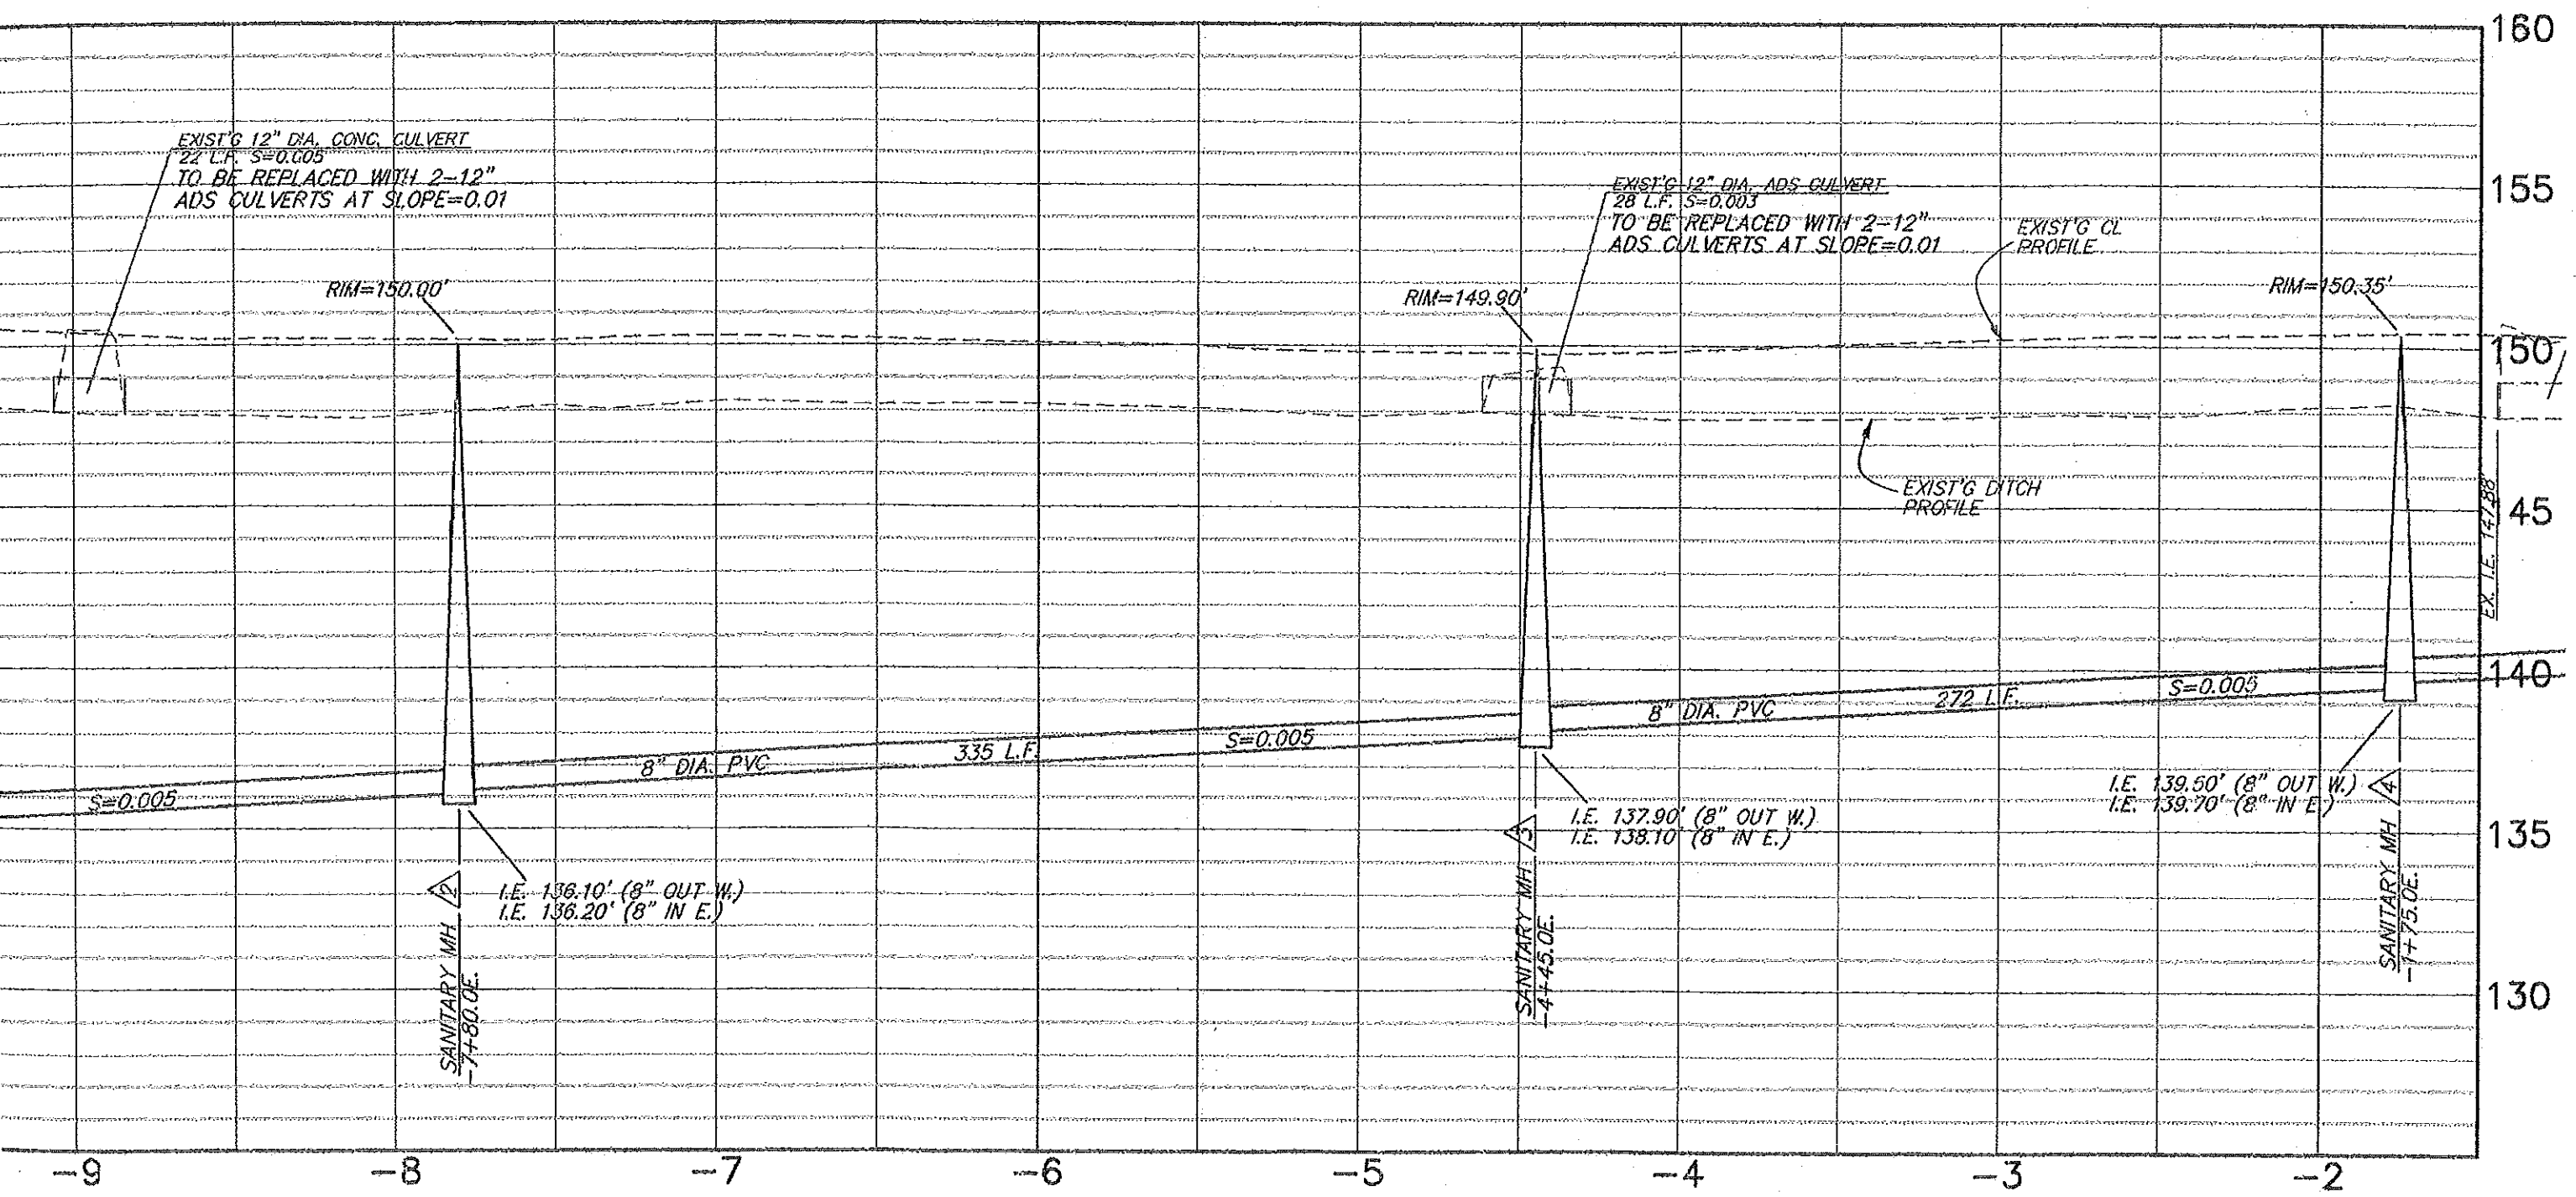 160
EXIST'G 12" DIA. CONC. CULVERT
22 L.F. S=0.005
TO BE REPLACED WITH 2-12"
ADS CULVERTS AT SLOPE=0.01
EXIST'G 12" DIA. ADS CULVERT
28 L.F. S=0.003
TO BE REPLACED WITH 2-12"
ADS CULVERTS AT SLOPE=0.01
155
EXIST'G CL
PROFILE
RIM=150.00'
RIM=149.90'
RIM=150.35'
150
EXIST'G DITCH
PROFILE
EX. I.E. 147.88'
45
140
S=0.005
8" DIA. PVC
335 L.F.
S=0.005
8" DIA. PVC
272 L.F.
S=0.005
I.E. 136.10' (8" OUT W.)
I.E. 136.20' (8" IN E.)
SANITARY MH 2
-7+80.0E.
I.E. 137.90' (8" OUT W.)
I.E. 138.10' (8" IN E.)
SANITARY MH 3
-4+45.0E.
I.E. 139.50' (8" OUT W.)
I.E. 139.70' (8" IN E.)
SANITARY MH 4
-1+75.0E.
135
130
-9 -8 -7 -6 -5 -4 -3 -2